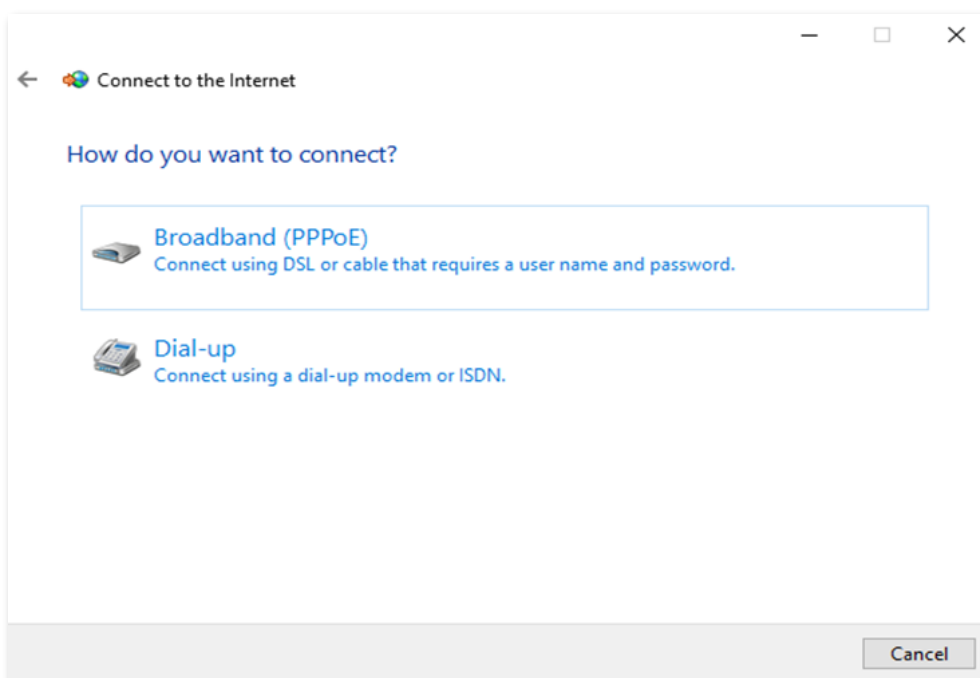 Connect to the Internet
How do you want to connect?
Broadband (PPPoE)
Connect using DSL or cable that requires a user name and password.
Dial-up
Connect using a dial-up modem or ISDN.
Cancel